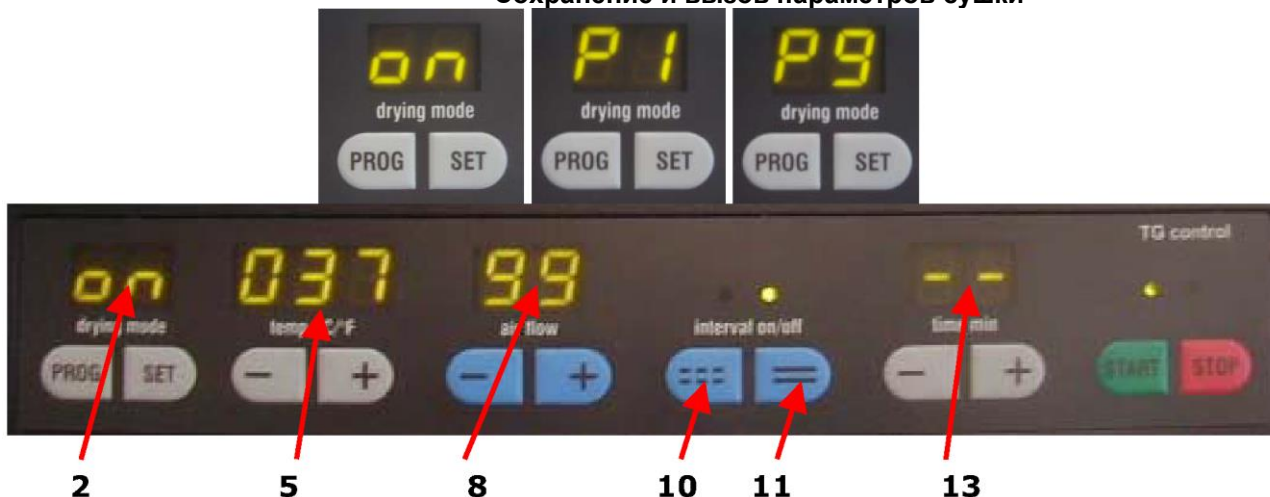 Сохранение и вызов параметров сушки
on P1 P9
drying mode drying mode drying mode
PROG SET PROG SET PROG SET
TG control
on 037 99 --
drying mode temp °C/°F air flow interval on/off time min
PROG SET - + - + - + START STOP
2 5 8 10 11 13